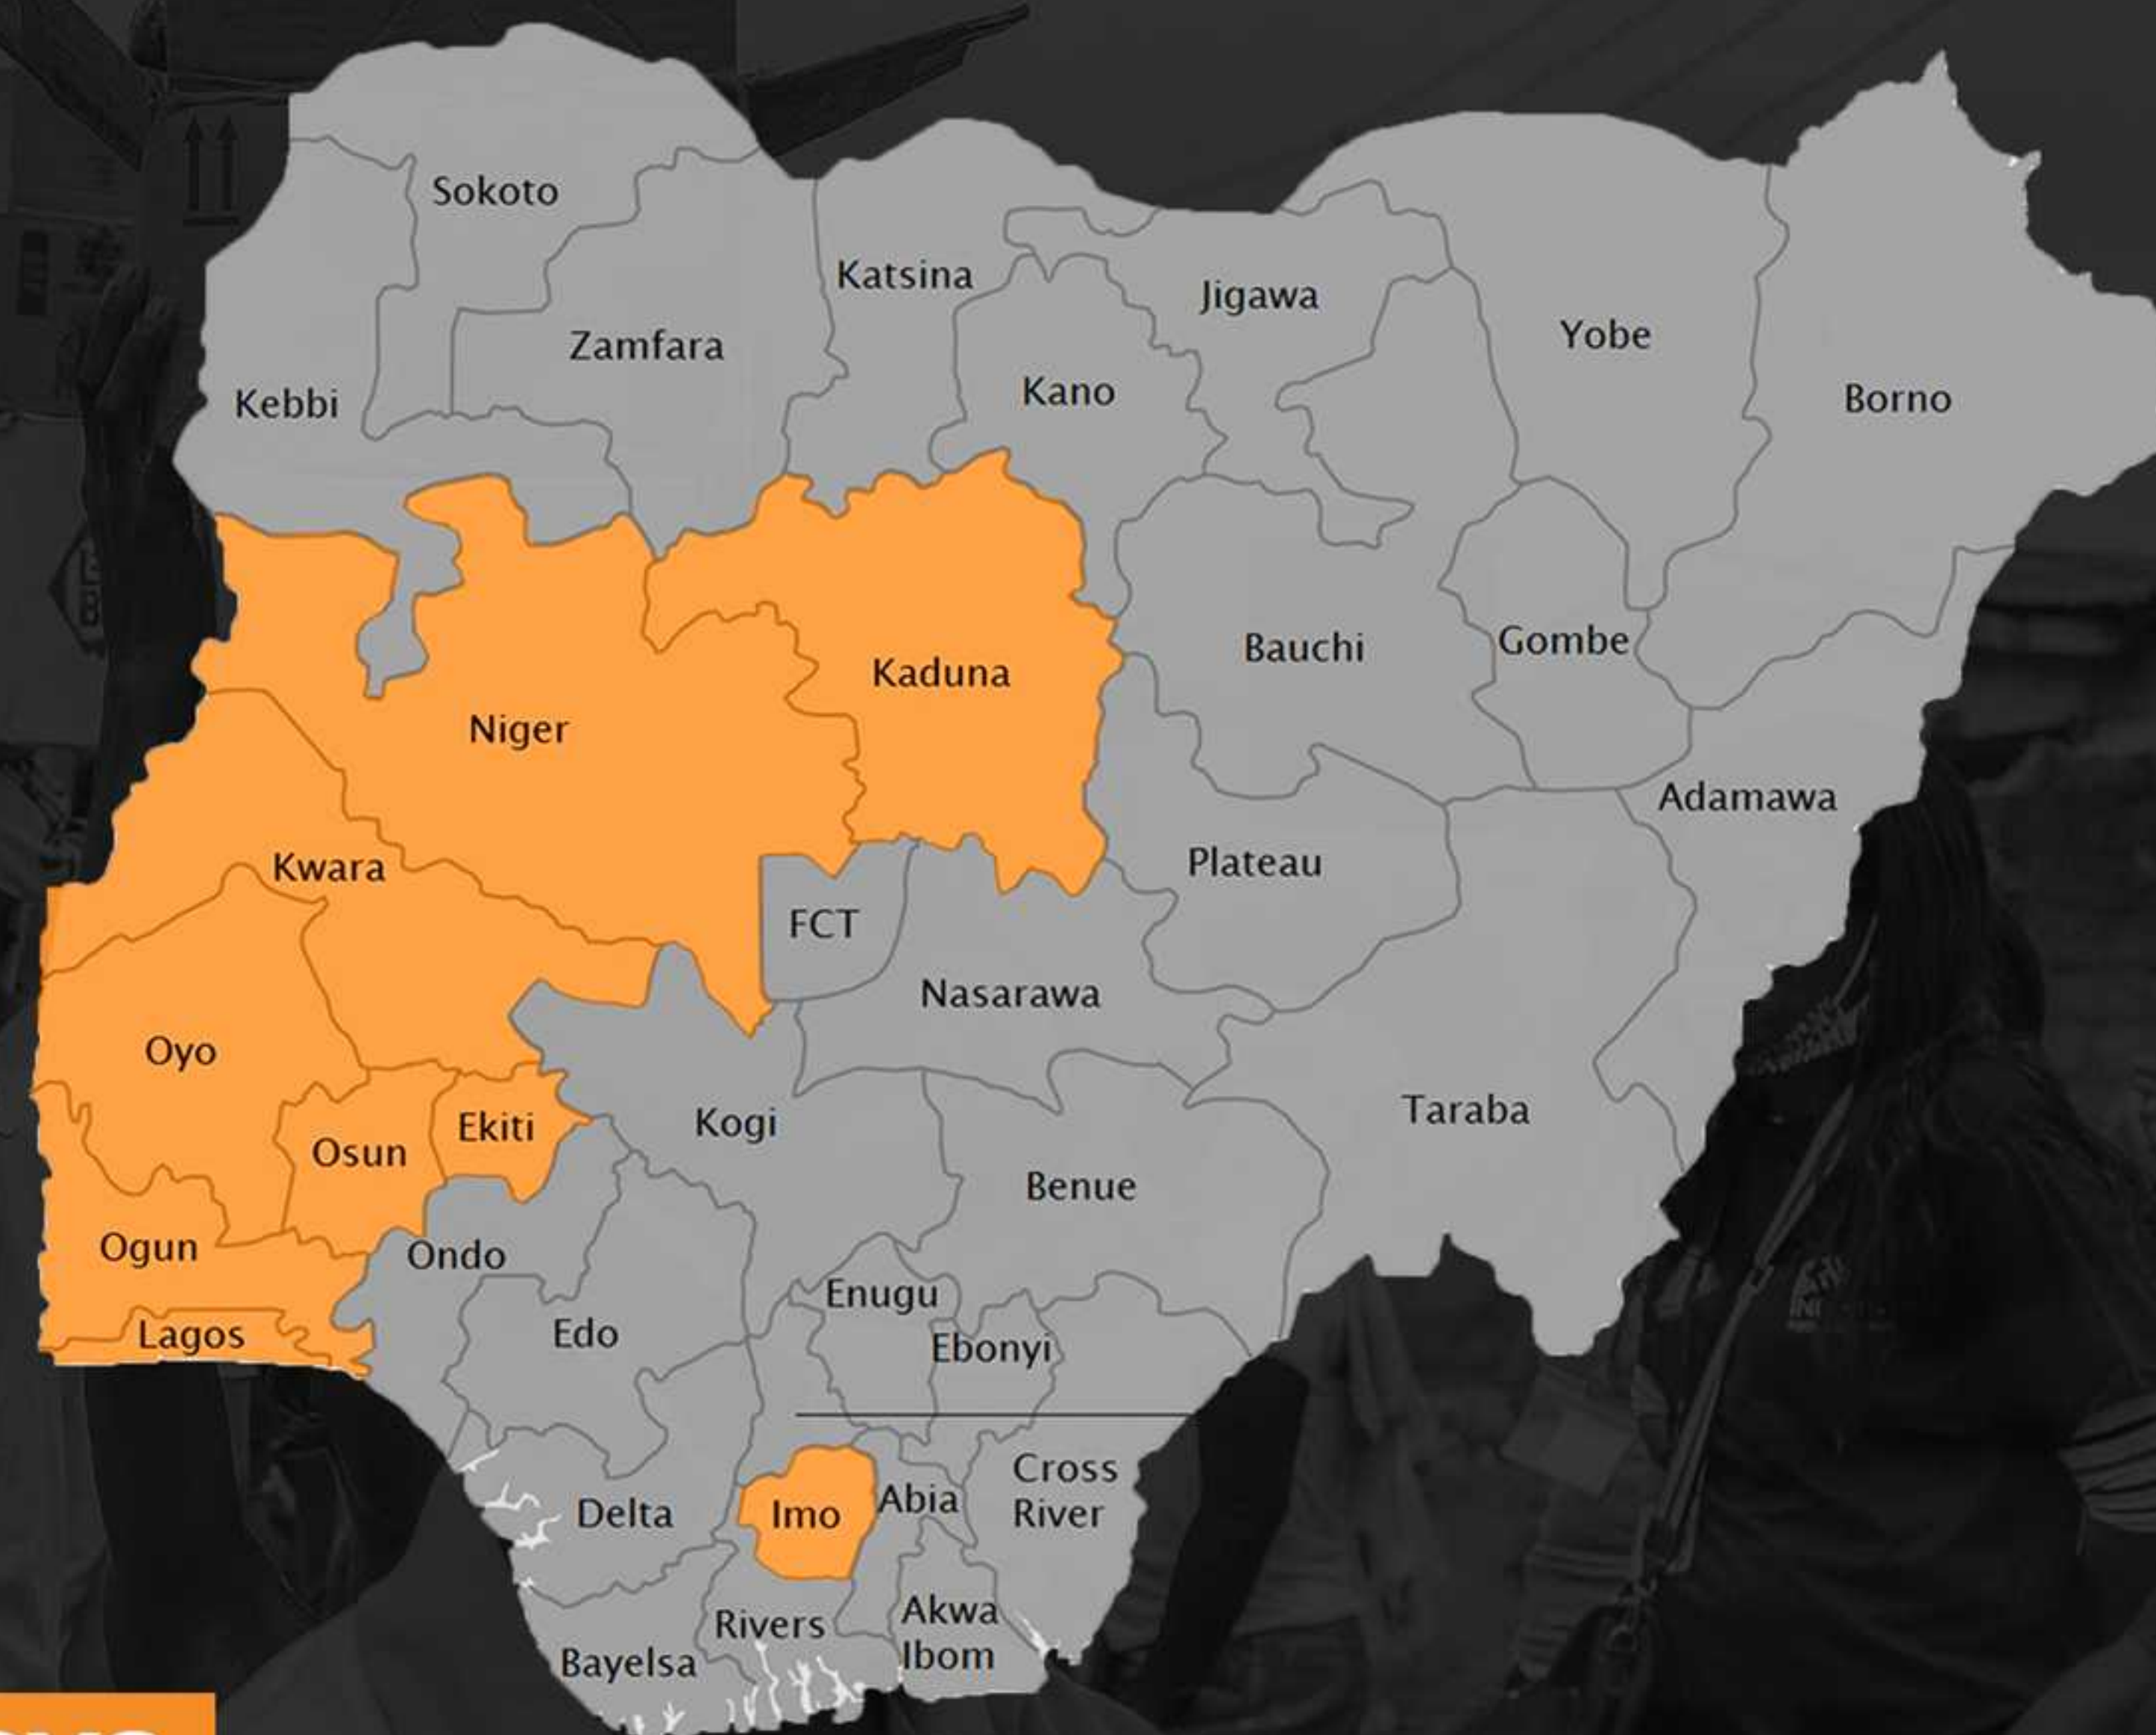 Sokoto
Katsina
Jigawa
Yobe
Zamfara
Kano
Borno
Kebbi
Bauchi
Gombe
Kaduna
Niger
Adamawa
Plateau
Kwara
FCT
Nasarawa
Oyo
Taraba
Kogi
Ekiti
Osun
Benue
Ogun
Ondo
Enugu
Lagos
Edo
Ebonyi
Cross
River
Abia
Delta
Imo
Akwa
Ibom
Rivers
Bayelsa